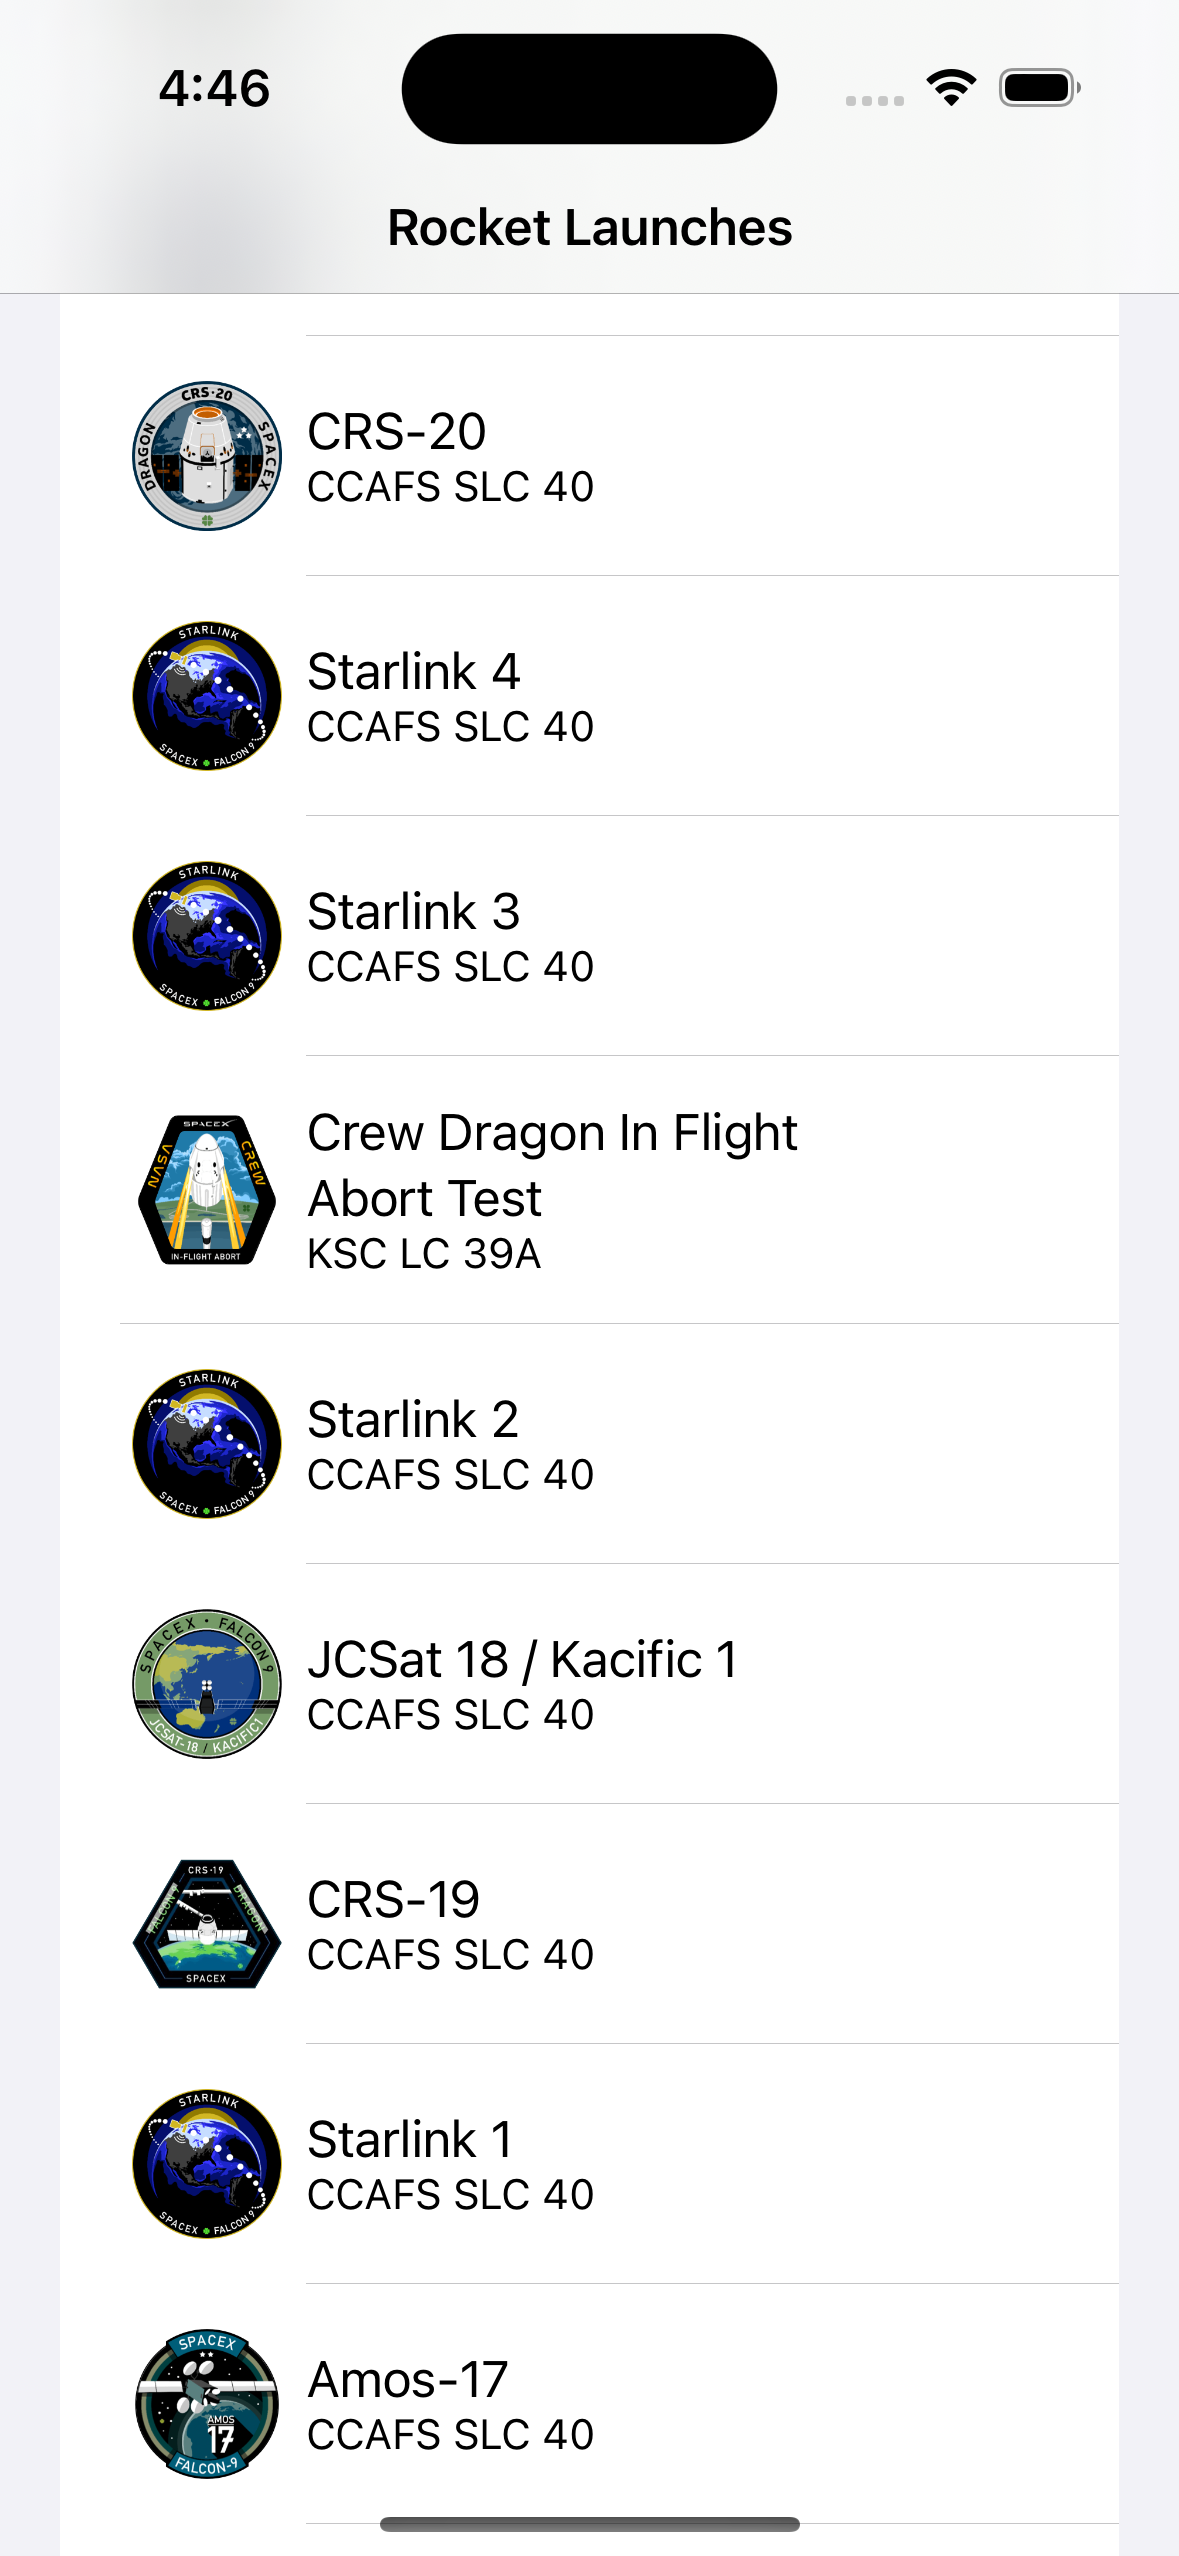 4:46
Rocket Launches
CRS·20
DRAGON
SPACEX
CRS-20
CCAFS SLC 40
STARLINK
SPACEX FALCON 9
Starlink 4
CCAFS SLC 40
STARLINK
SPACEX FALCON 9
Starlink 3
CCAFS SLC 40
SPACEX
NASA
CREW
IN-FLIGHT ABORT
Crew Dragon In Flight
Abort Test
KSC LC 39A
STARLINK
SPACEX FALCON 9
Starlink 2
CCAFS SLC 40
SPACEX · FALCON 9
JCSAT-18 / KACIFIC1
JCSat 18 / Kacific 1
CCAFS SLC 40
CRS-19
FALCON 9
DRAGON
SPACEX
CRS-19
CCAFS SLC 40
STARLINK
SPACEX FALCON 9
Starlink 1
CCAFS SLC 40
SPACEX
AMOS
17
FALCON-9
Amos-17
CCAFS SLC 40